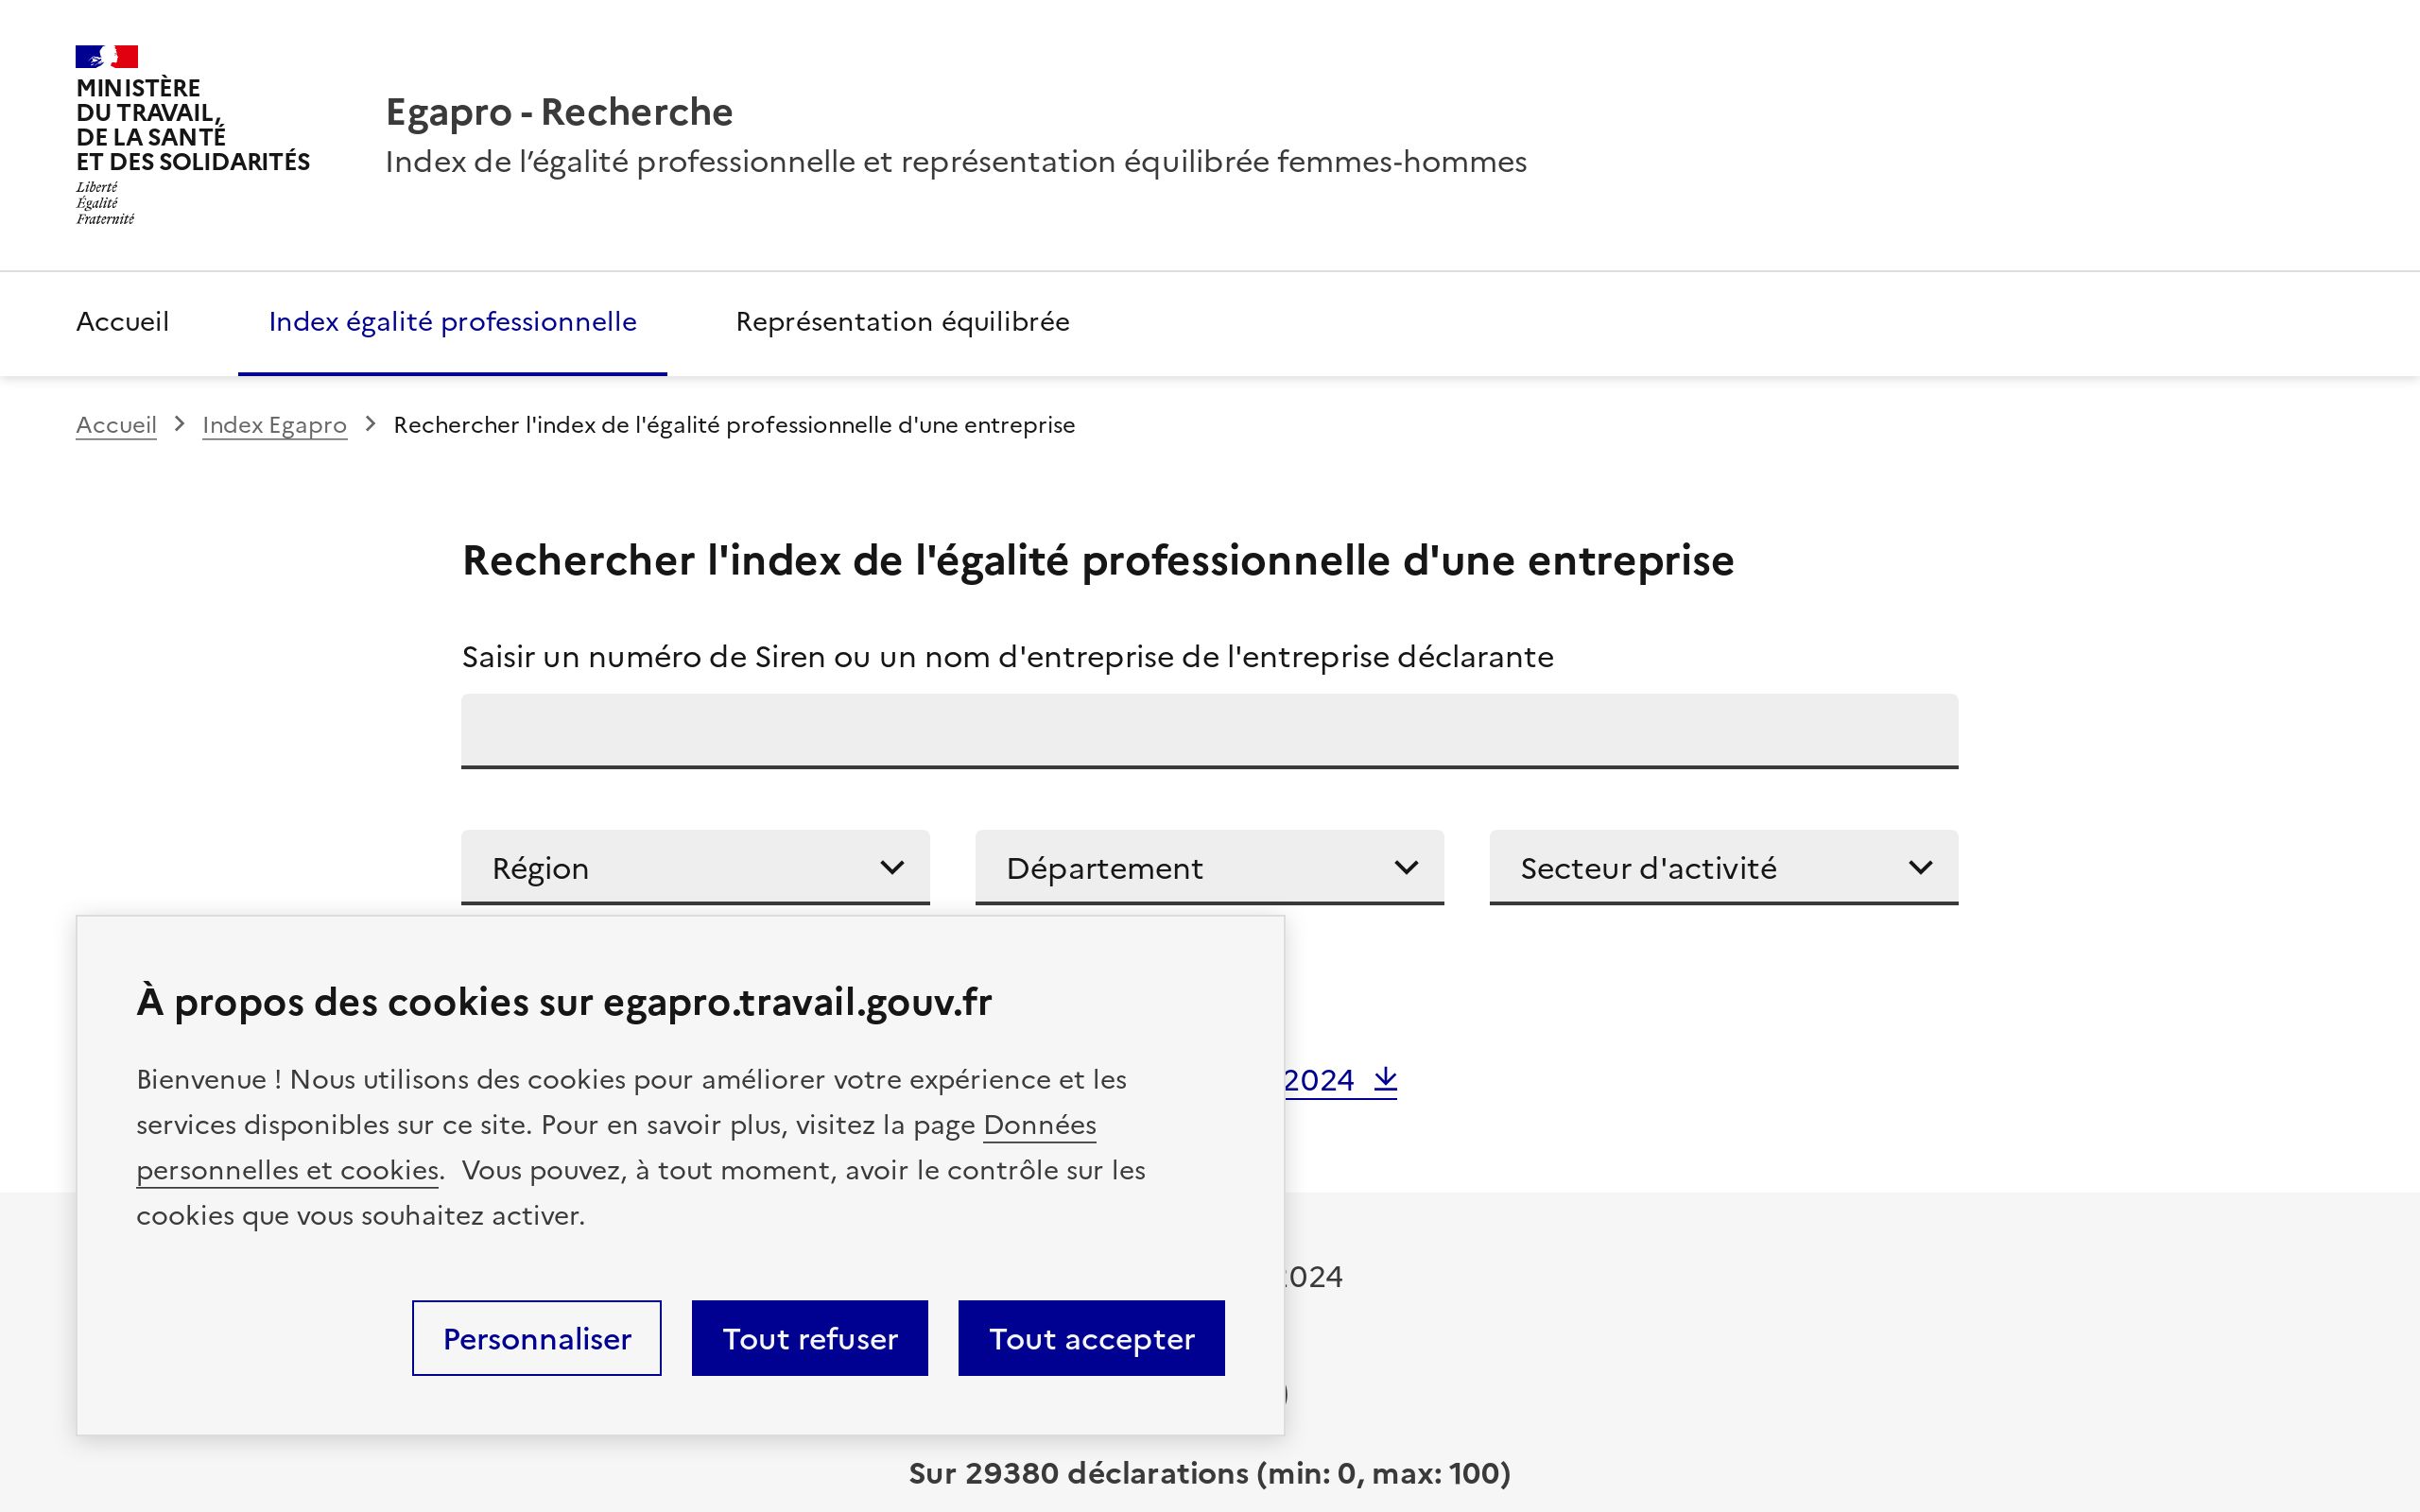 MINISTÈRE
DU TRAVAIL,
DE LA SANTÉ
ET DES SOLIDARITÉS
Liberté
Égalité
Fraternité
Egapro - Recherche
Index de l’égalité professionnelle et représentation équilibrée femmes-hommes
Accueil
Index égalité professionnelle
Représentation équilibrée
Accueil
Index Egapro
Rechercher l'index de l'égalité professionnelle d'une entreprise
Rechercher l'index de l'égalité professionnelle d'une entreprise
Saisir un numéro de Siren ou un nom d'entreprise de l'entreprise déclarante
Région
Département
Secteur d'activité
À propos des cookies sur egapro.travail.gouv.fr
Bienvenue ! Nous utilisons des cookies pour améliorer votre expérience et les
services disponibles sur ce site. Pour en savoir plus, visitez la page Données
personnelles et cookies. Vous pouvez, à tout moment, avoir le contrôle sur les
cookies que vous souhaitez activer.
Personnaliser
Tout refuser
Tout accepter
2024
2024
Sur 29380 déclarations (min: 0, max: 100)